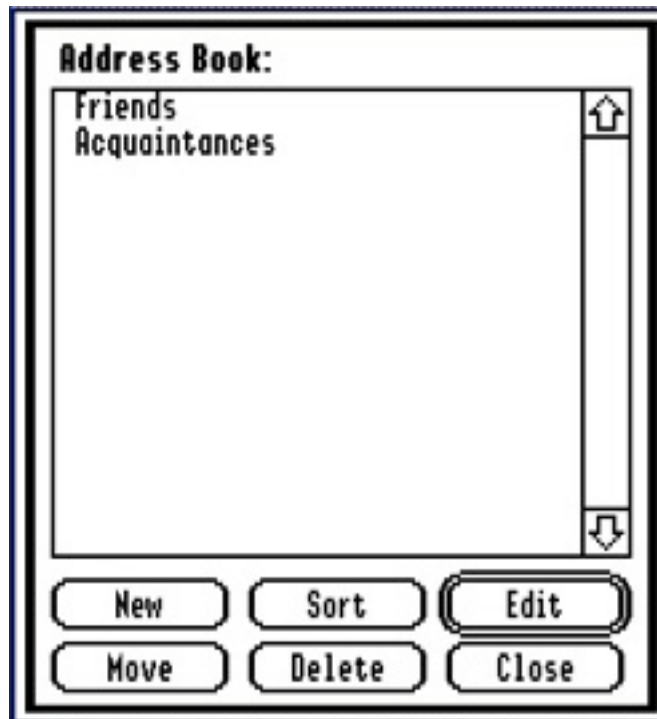 Address Book:
Friends
Acquaintances
New Sort Edit
Move Delete Close